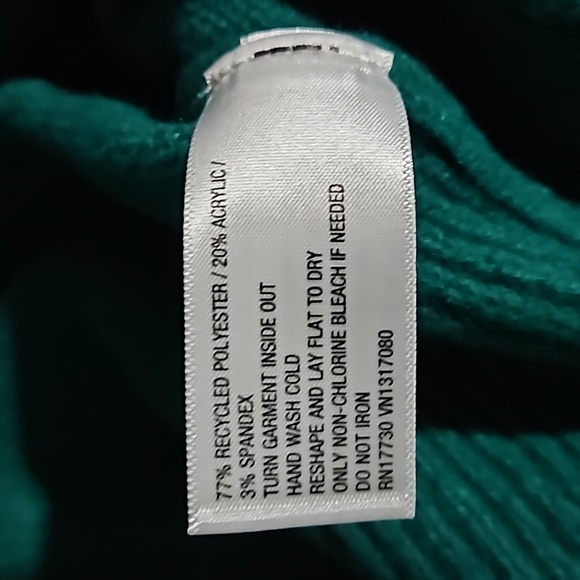 77% RECYCLED POLYESTER / 20% ACRYLIC /
3% SPANDEX
TURN GARMENT INSIDE OUT
HAND WASH COLD
RESHAPE AND LAY FLAT TO DRY
ONLY NON-CHLORINE BLEACH IF NEEDED
DO NOT IRON
RN17730 VN1317080